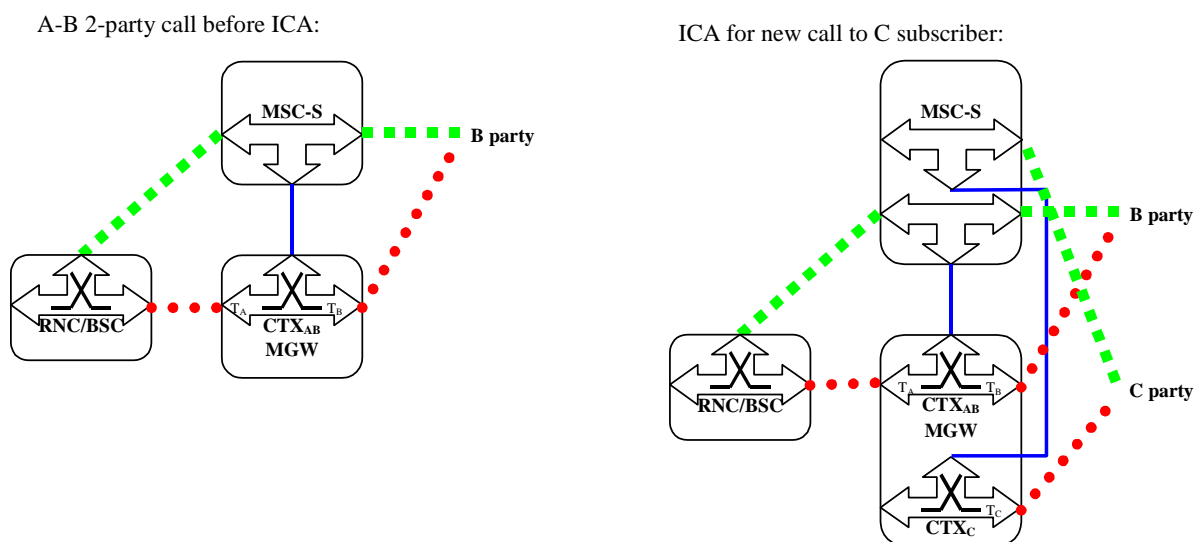 A-B 2-party call before ICA:
MSC-S
B party
RNC/BSC
TA
TB
CTXAB
MGW
ICA for new call to C subscriber:
MSC-S
B party
C party
RNC/BSC
TA
TB
CTXAB
MGW
TC
CTXC